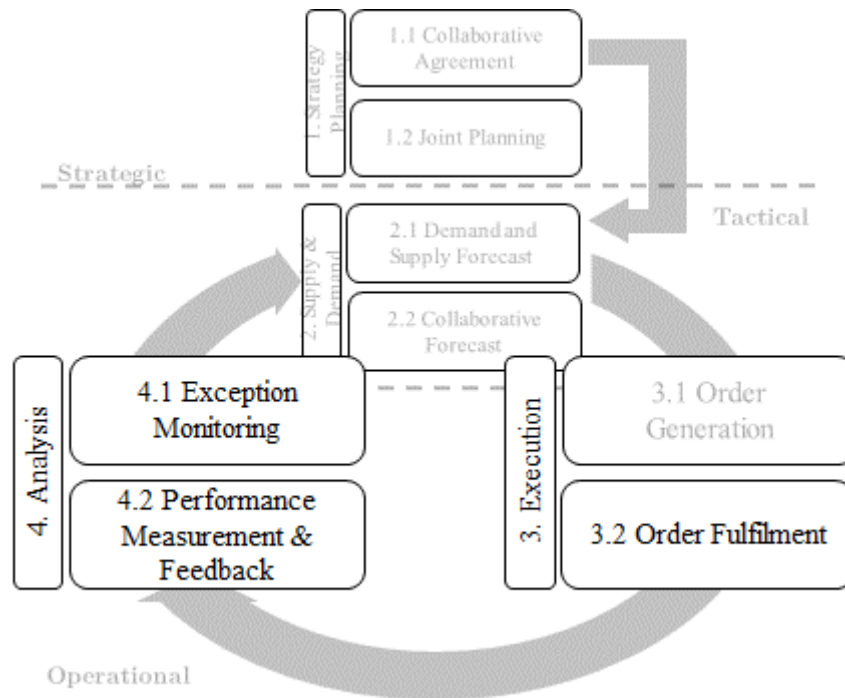 1. Strategy
Planning
1.1 Collaborative
Agreement
1.2 Joint Planning
Strategic
Tactical
2. Supply &
Demand
2.1 Demand and
Supply Forecast
2.2 Collaborative
Forecast
4. Analysis
4.1 Exception
Monitoring
4.2 Performance
Measurement &
Feedback
3. Execution
3.1 Order
Generation
3.2 Order Fulfilment
Operational